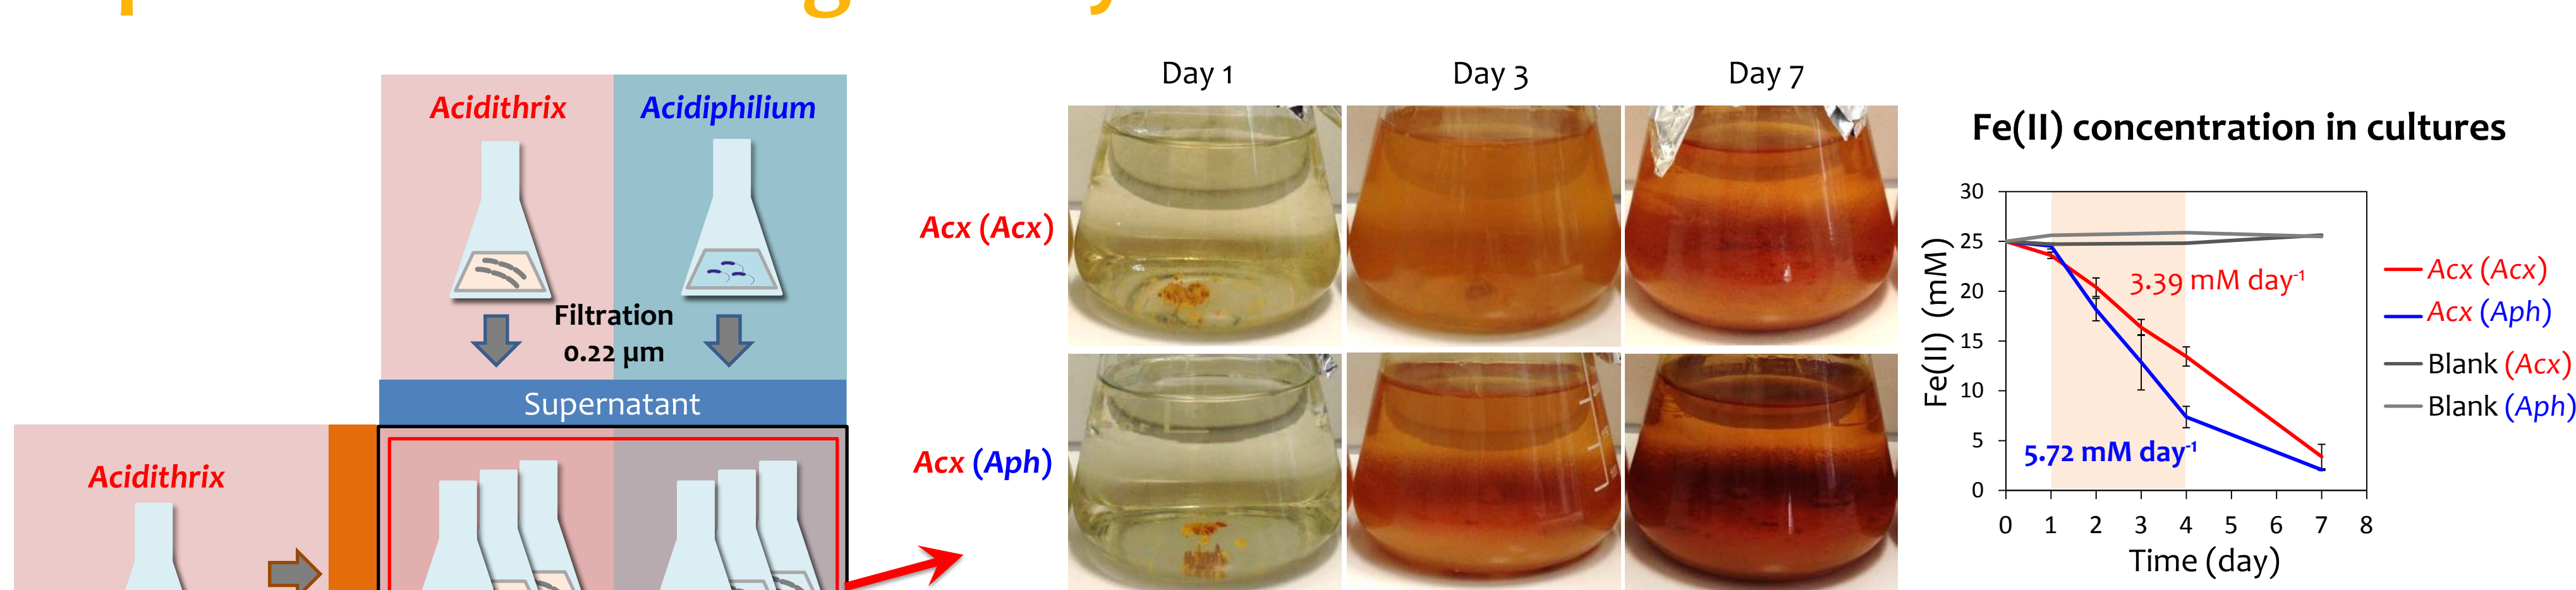 Acidithrix
Acidiphilium
Filtration
0.22 µm
Supernatant
Acidithrix
Day 1
Day 3
Day 7
Acx (Acx)
Acx (Aph)
Fe(II) concentration in cultures
Fe(II) (mM)
30
25
20
15
10
5
0
3.39 mM day⁻¹
5.72 mM day⁻¹
0 1 2 3 4 5 6 7 8
Time (day)
Acx (Acx)
Acx (Aph)
Blank (Acx)
Blank (Aph)